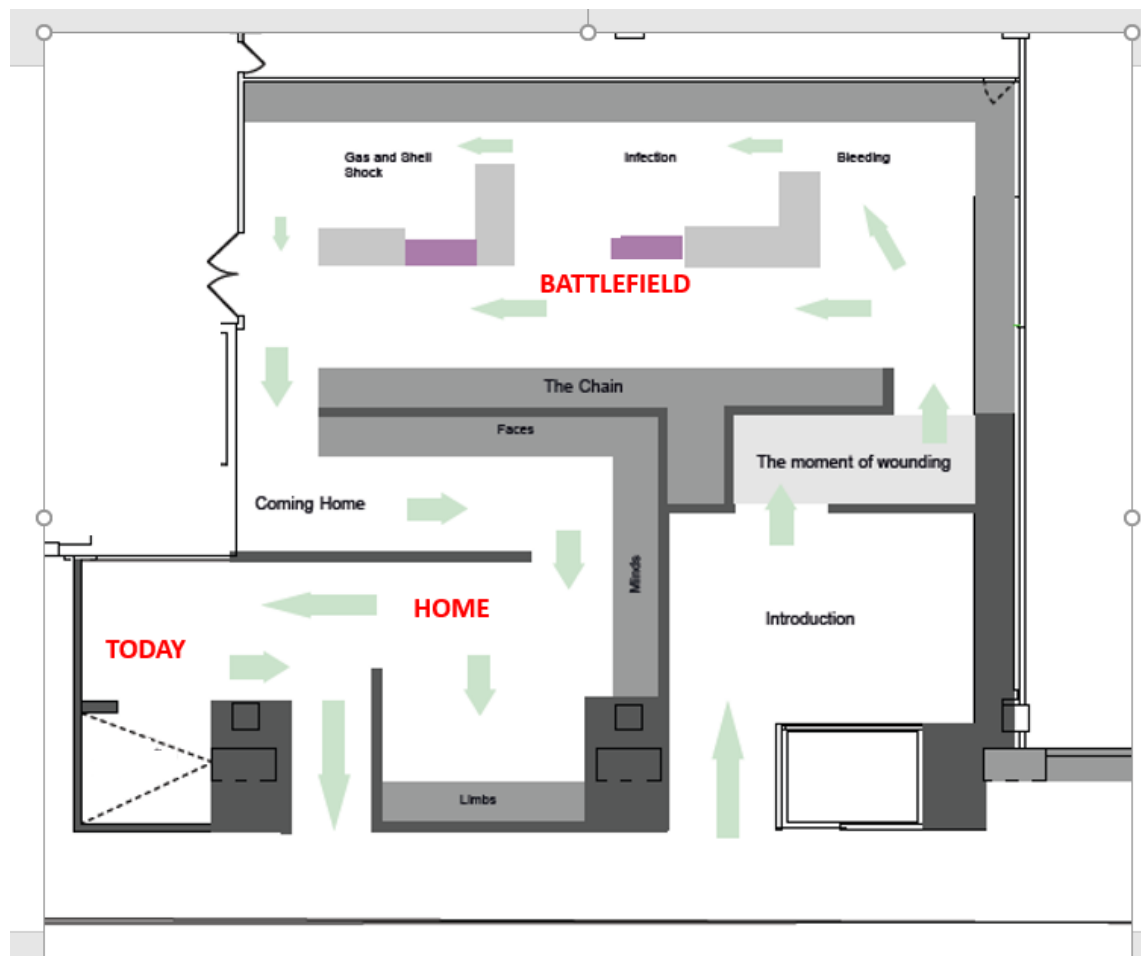 Gas and Shell
Shock
Infection
Bleeding
BATTLEFIELD
The Chain
Faces
The moment of wounding
Coming Home
Minds
HOME
Introduction
TODAY
Limbs